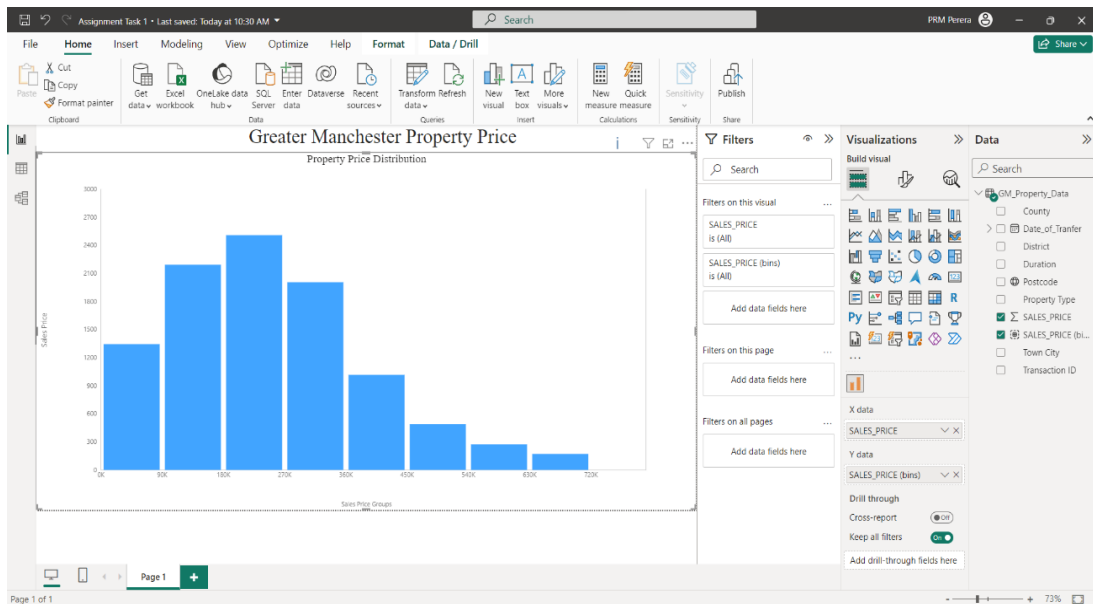 Assignment Task 1 • Last saved: Today at 10:30 AM
Search
PRM Perera
File Home Insert Modeling View Optimize Help Format Data / Drill
Share
Paste
Cut
Copy
Format painter
Get data
Excel workbook
OneLake data hub
SQL Server
Enter data
Dataverse
Recent sources
Transform data
Refresh
New visual
Text box
More visuals
New measure
Quick measure
Sensitivity
Publish
Clipboard
Data
Queries
Insert
Calculations
Sensitivity
Share
Greater Manchester Property Price
Property Price Distribution
Sales Price
3000
2700
2400
2100
1800
1500
1200
900
600
300
0
0K 90K 180K 270K 360K 450K 540K 630K 720K
Sales Price Groups
Filters
Search
Filters on this visual
SALES_PRICE
is (All)
SALES_PRICE (bins)
is (All)
Add data fields here
Filters on this page
Add data fields here
Filters on all pages
Add data fields here
Visualizations
Build visual
123
R
Py
X data
SALES_PRICE
Y data
SALES_PRICE (bins)
Drill through
Cross-report
Off
Keep all filters
On
Add drill-through fields here
Data
Search
GM_Property_Data
County
Date_of_Tranfer
District
Duration
Postcode
Property Type
SALES_PRICE
SALES_PRICE (bi...
Town City
Transaction ID
Page 1
Page 1 of 1
73%